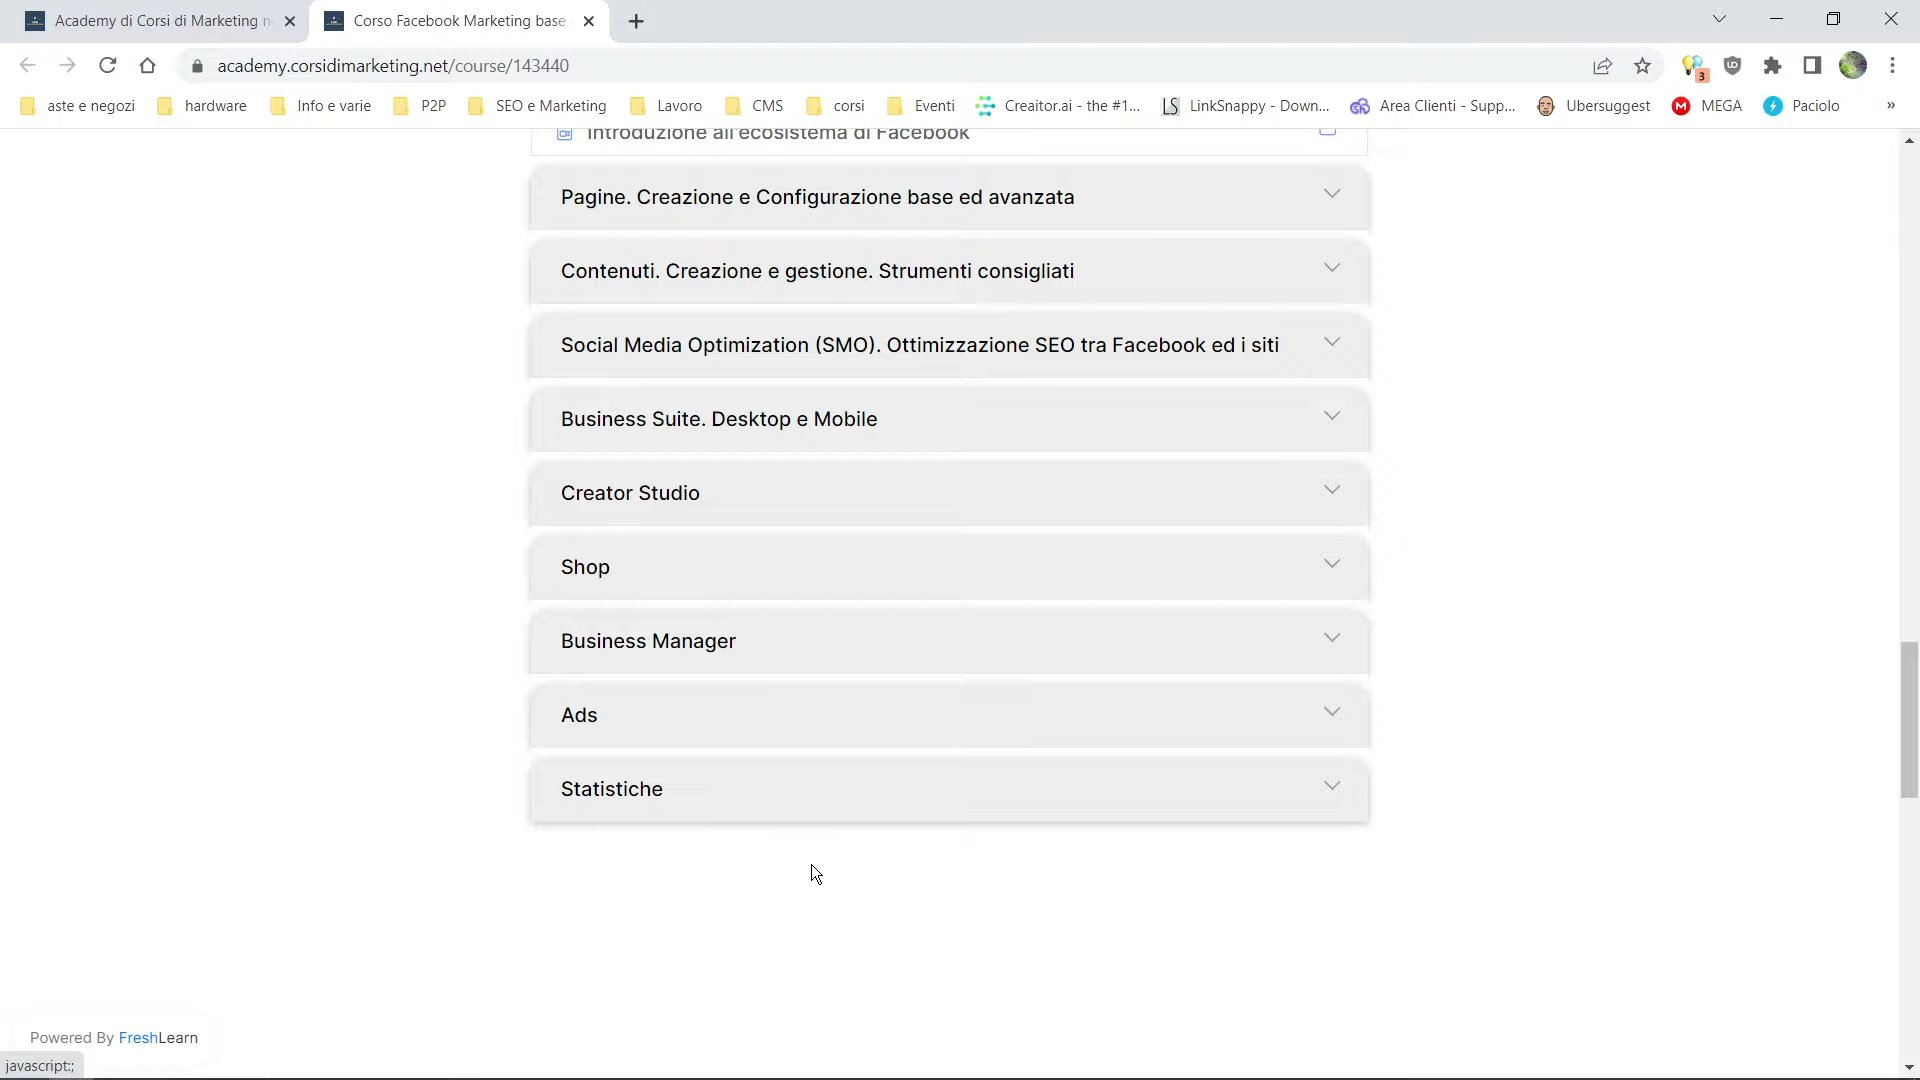 Academy di Corsi di Marketing n
Corso Facebook Marketing base
academy.corsidimarketing.net/course/143440
3
aste e negozi
hardware
Info e varie
P2P
SEO e Marketing
Lavoro
CMS
corsi
Eventi
Creaitor.ai - the #1...
LS LinkSnappy - Down...
Area Clienti - Supp...
Ubersuggest
M MEGA
Paciolo
»
Introduzione all'ecosistema di Facebook
Pagine. Creazione e Configurazione base ed avanzata
Contenuti. Creazione e gestione. Strumenti consigliati
Social Media Optimization (SMO). Ottimizzazione SEO tra Facebook ed i siti
Business Suite. Desktop e Mobile
Creator Studio
Shop
Business Manager
Ads
Statistiche
Powered By FreshLearn
javascript:;